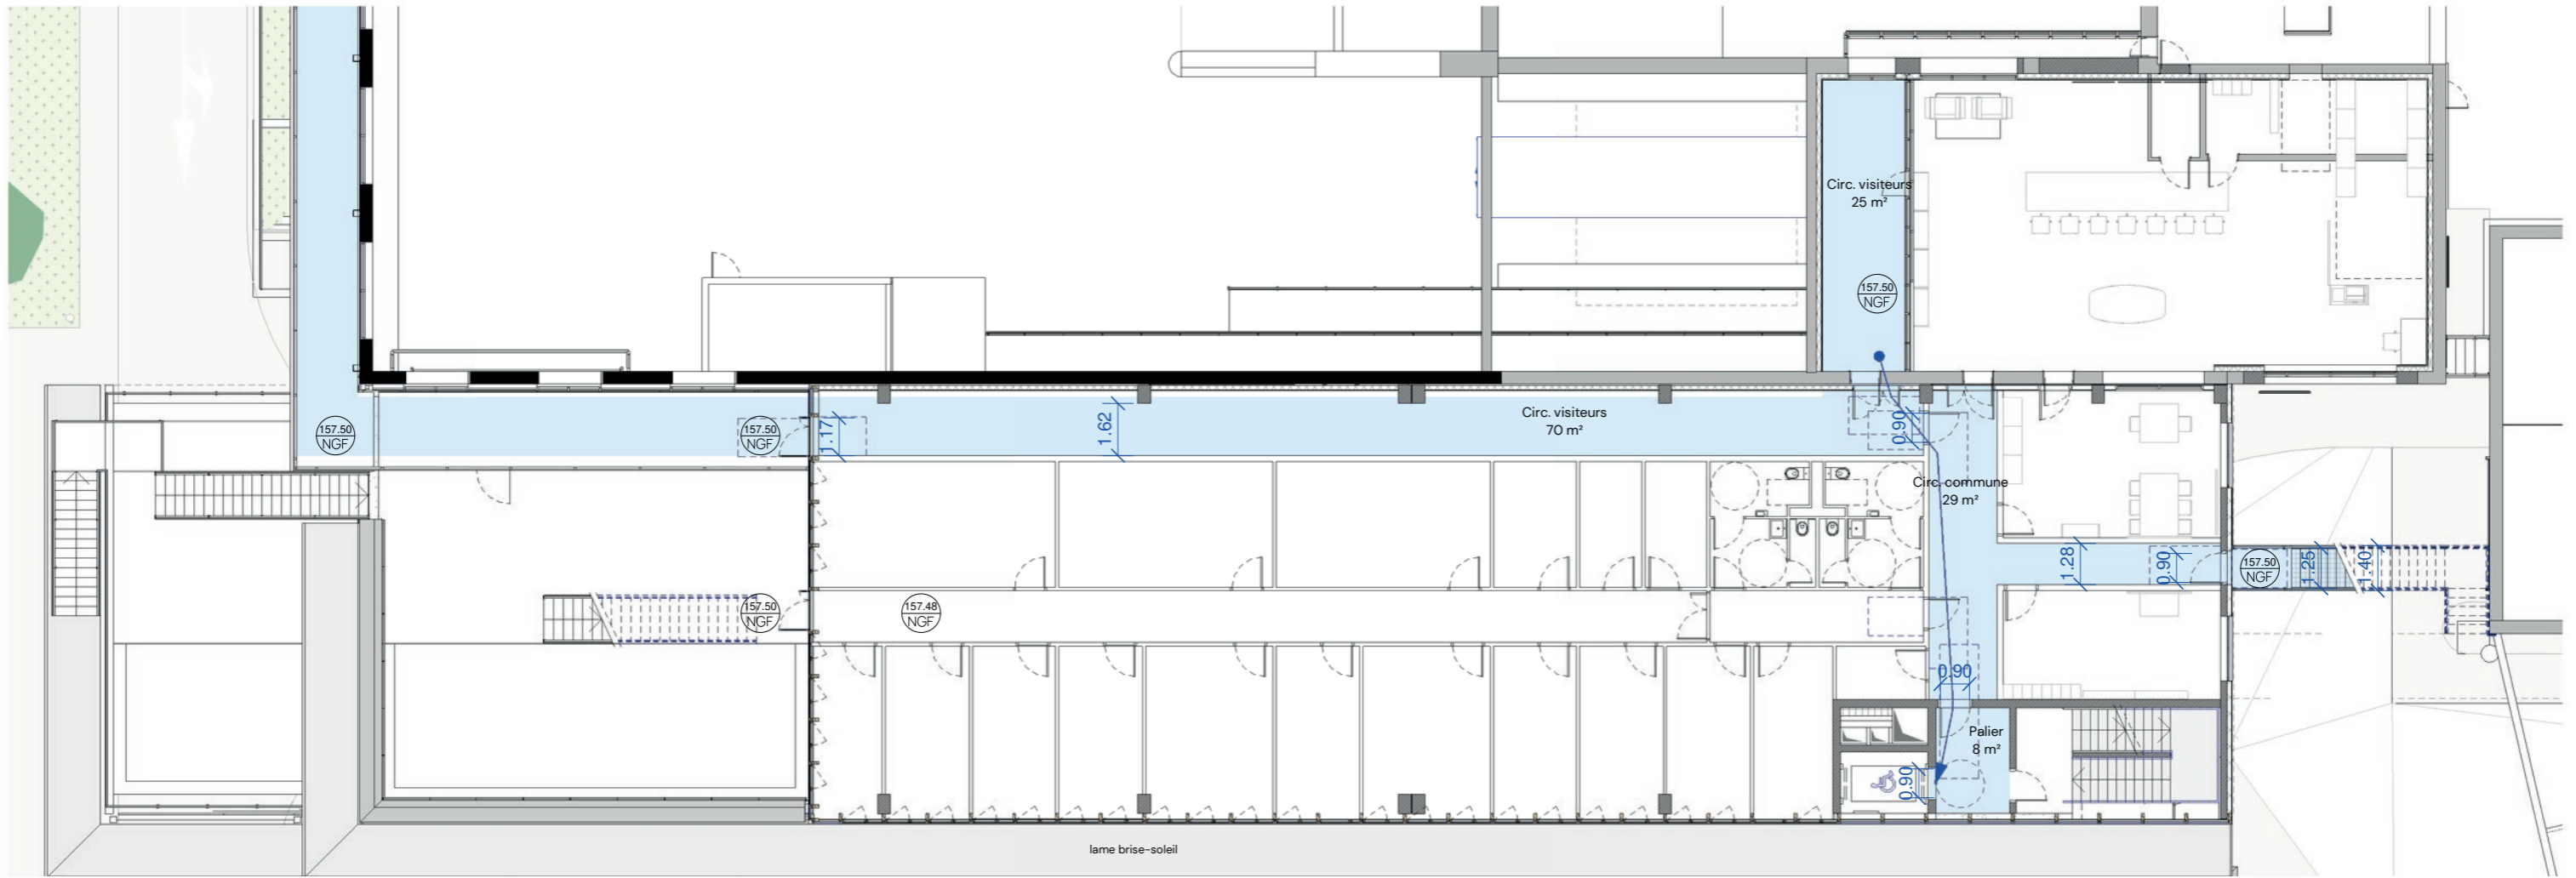 Circ. visiteurs
25 m²
157.50
NGF
157.50
NGF
157.50
NGF
1.17
1.62
Circ. visiteurs
70 m²
0.90
Circ. commune
29 m²
1.28
0.90
157.50
NGF
1.25
1.40
157.50
NGF
157.48
NGF
0.90
Palier
8 m²
0.90
lame brise-soleil